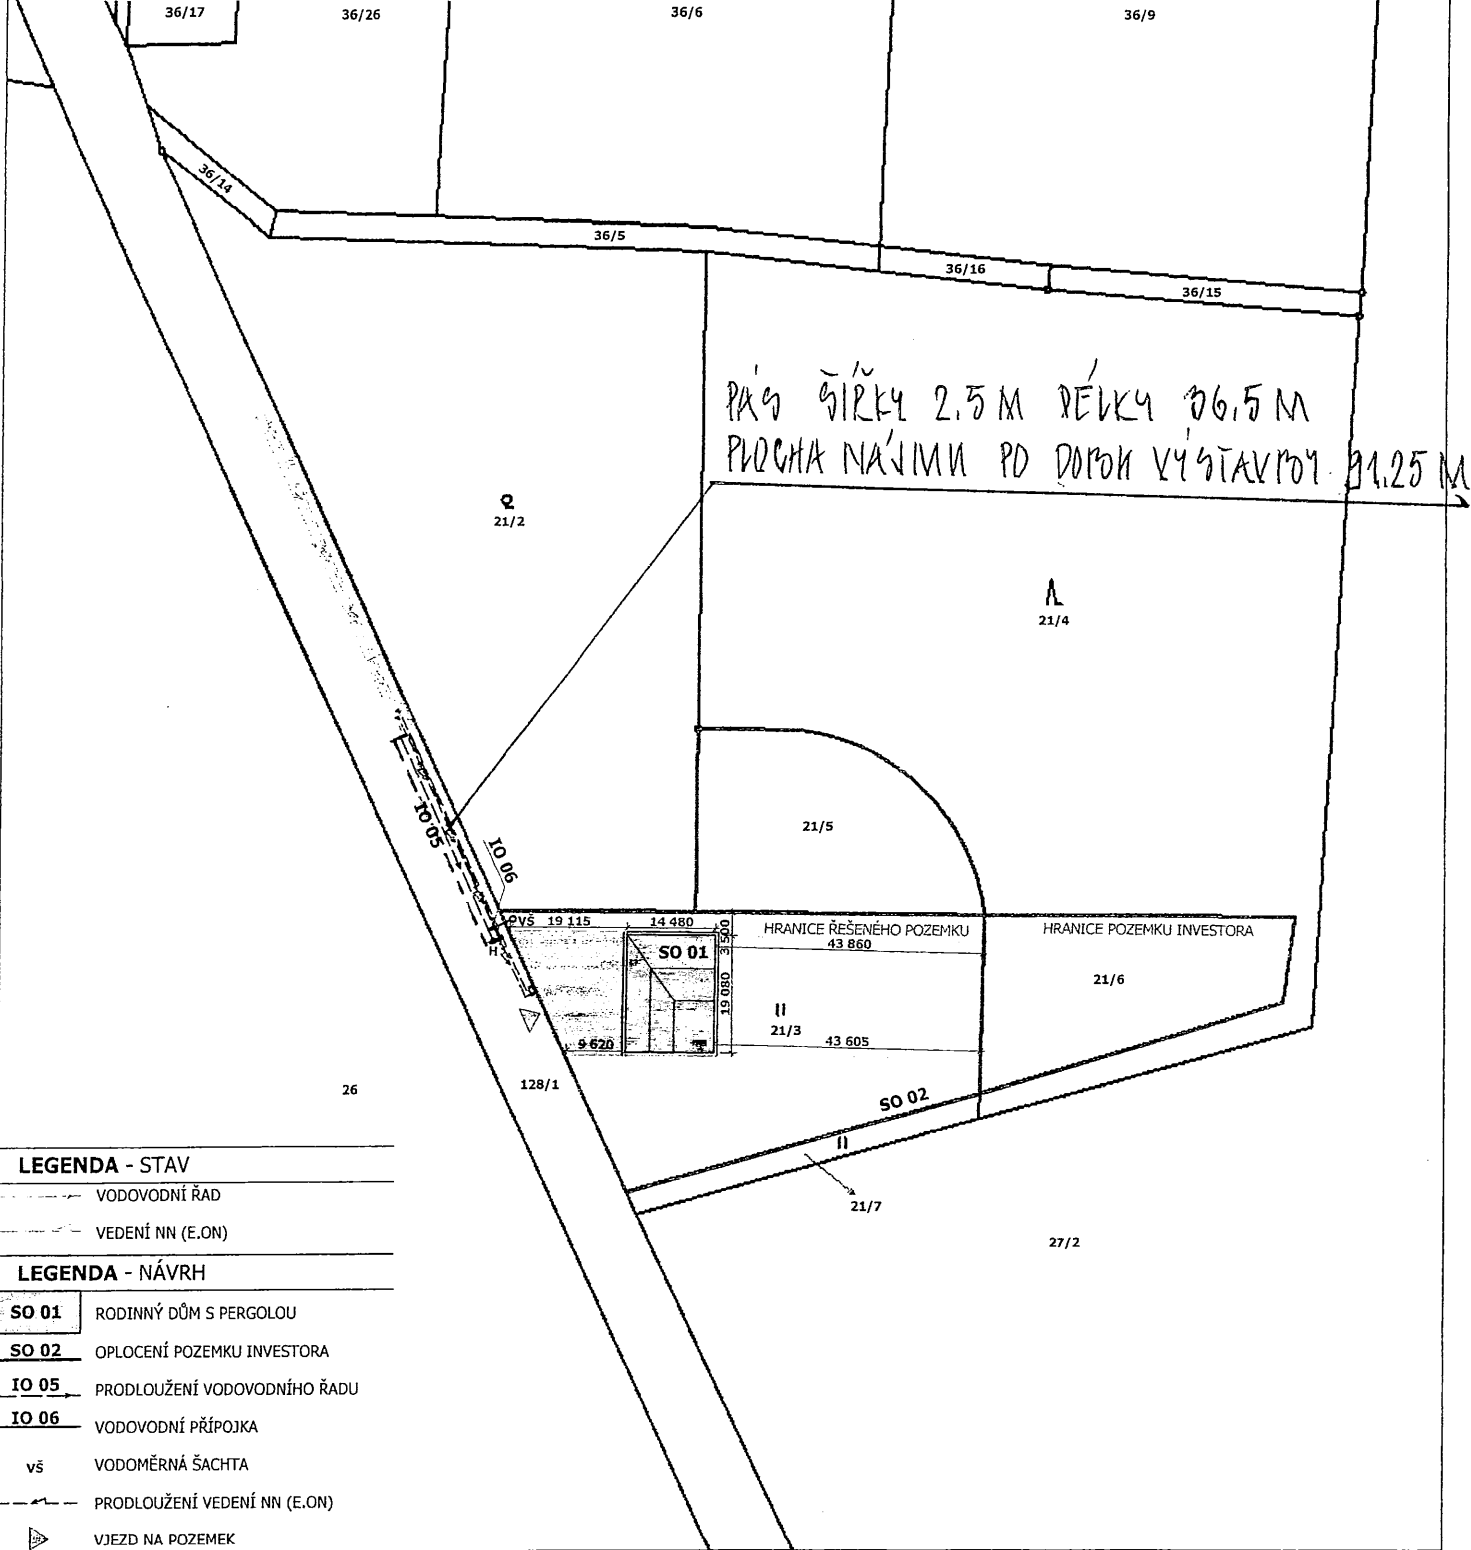 36/17
36/26
36/6
36/9
36/14
36/5
36/16
36/15
PÁS ŠÍŘKY 2.5 M DÉLKY 36.5 M
PLOCHA NÁJMU PO DOBU VÝSTAVBY 91.25 M
21/2
21/4
21/5
IO 05
IO 06
VŠ 19 115
14 480
3 500
HRANICE ŘEŠENÉHO POZEMKU
HRANICE POZEMKU INVESTORA
43 860
SO 01
H
19 080
21/6
21/3
9 620
43 605
26
128/1
SO 02
21/7
27/2
LEGENDA - STAV
VODOVODNÍ ŘAD
VEDENÍ NN (E.ON)
LEGENDA - NÁVRH
SO 01 RODINNÝ DŮM S PERGOLOU
SO 02 OPLOCENÍ POZEMKU INVESTORA
IO 05 PRODLOUŽENÍ VODOVODNÍHO ŘADU
IO 06 VODOVODNÍ PŘÍPOJKA
VŠ VODOMĚRNÁ ŠACHTA
PRODLOUŽENÍ VEDENÍ NN (E.ON)
VJEZD NA POZEMEK